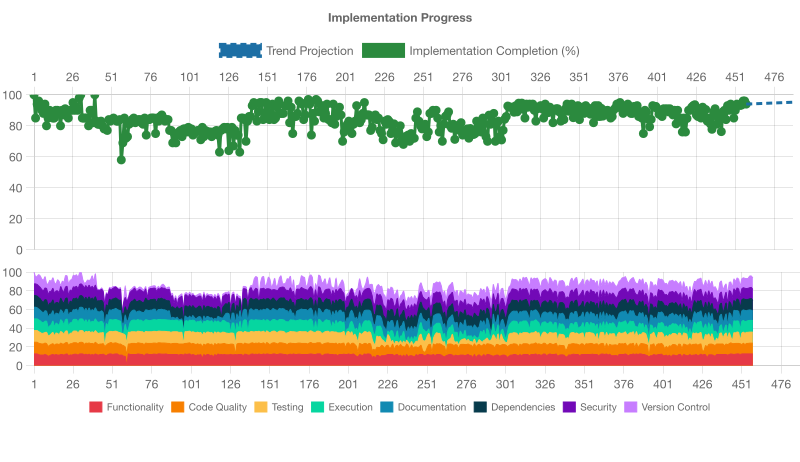 Implementation Progress
Trend Projection Implementation Completion (%)
1 26 51 76 101 126 151 176 201 226 251 276 301 326 351 376 401 426 451 476
100
80
60
40
20
0
100
80
60
40
20
0
1 26 51 76 101 126 151 176 201 226 251 276 301 326 351 376 401 426 451 476
Functionality Code Quality Testing Execution Documentation Dependencies Security Version Control